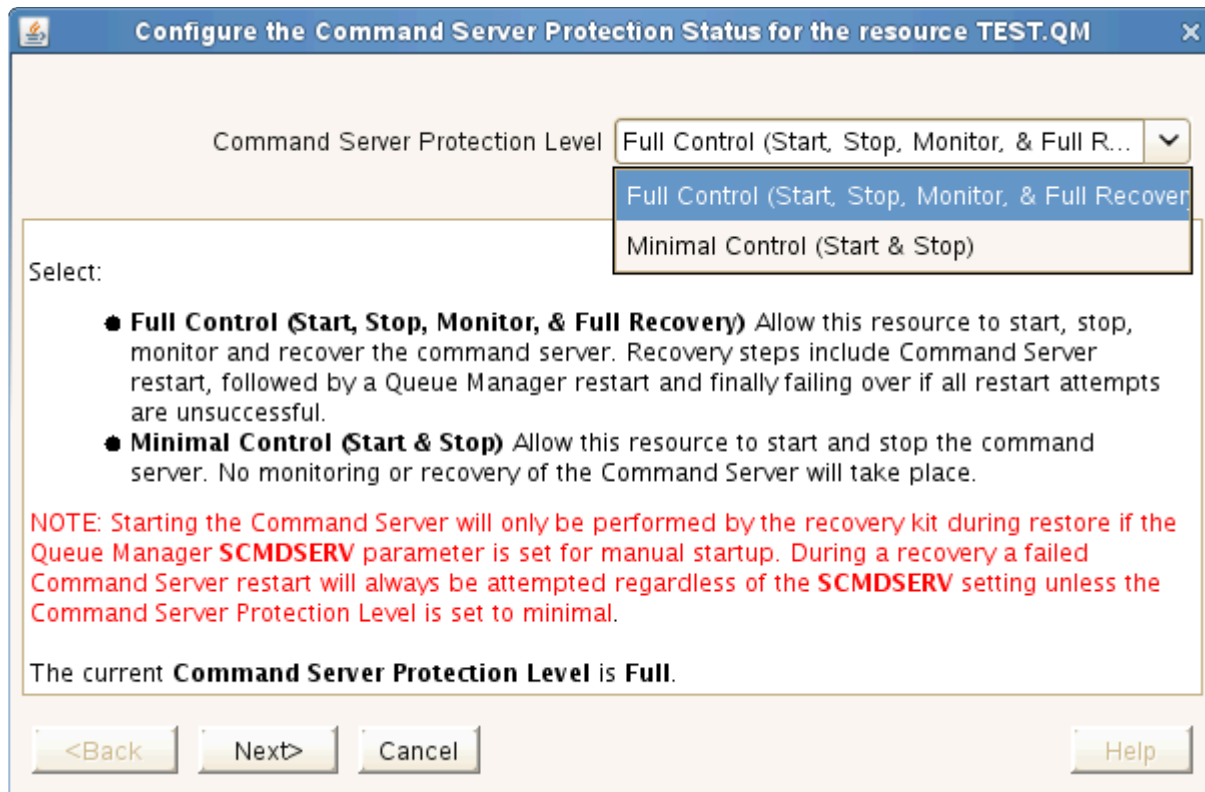 Configure the Command Server Protection Status for the resource TEST.QM
Command Server Protection Level Full Control (Start, Stop, Monitor, & Full R...
Full Control (Start, Stop, Monitor, & Full Recover
Minimal Control (Start & Stop)
Select:
● Full Control (Start, Stop, Monitor, & Full Recovery) Allow this resource to start, stop,
monitor and recover the command server. Recovery steps include Command Server
restart, followed by a Queue Manager restart and finally failing over if all restart attempts
are unsuccessful.
● Minimal Control (Start & Stop) Allow this resource to start and stop the command
server. No monitoring or recovery of the Command Server will take place.
NOTE: Starting the Command Server will only be performed by the recovery kit during restore if the
Queue Manager SCMDSERV parameter is set for manual startup. During a recovery a failed
Command Server restart will always be attempted regardless of the SCMDSERV setting unless the
Command Server Protection Level is set to minimal.
The current Command Server Protection Level is Full.
<Back Next> Cancel Help